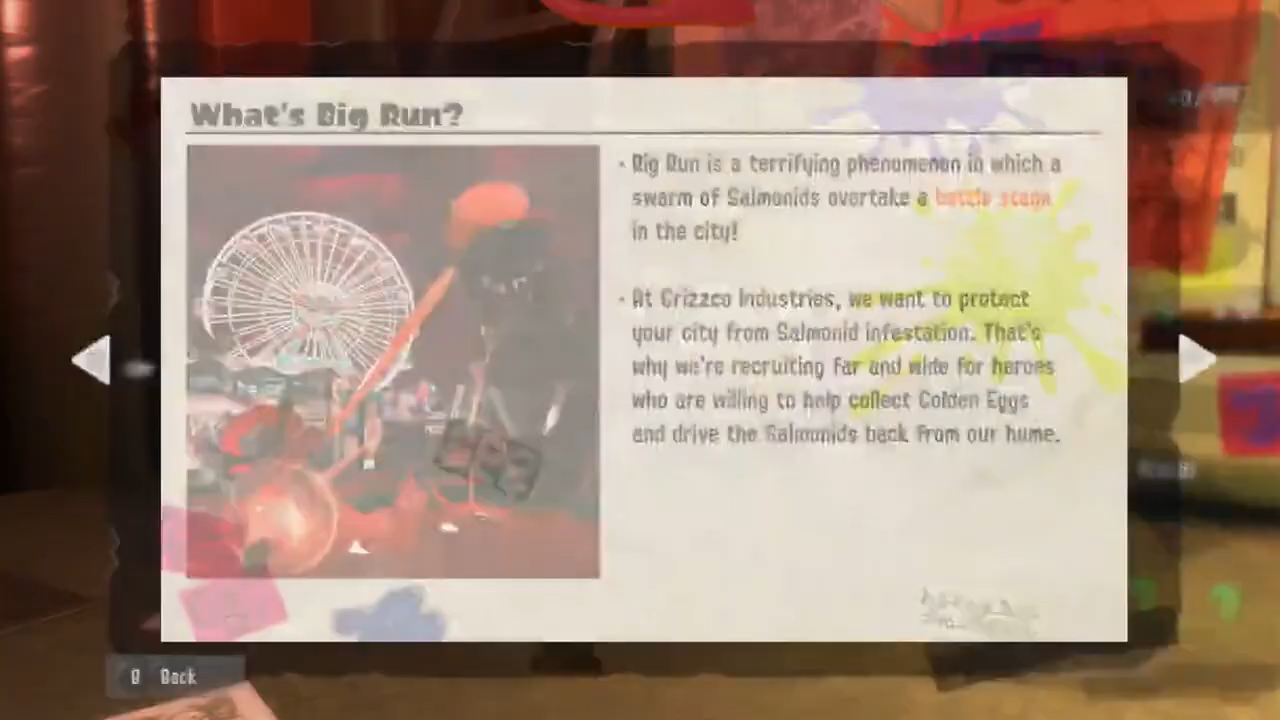 What's Big Run?
· Big Run is a terrifying phenomenon in which a
swarm of Salmonids overtake a battle stage
in the city!
· At Grizzco Industries, we want to protect
your city from Salmonid infestation. That's
why we're recruiting far and wide for heroes
who are willing to help collect Golden Eggs
and drive the Salmonids back from our home.
B Back